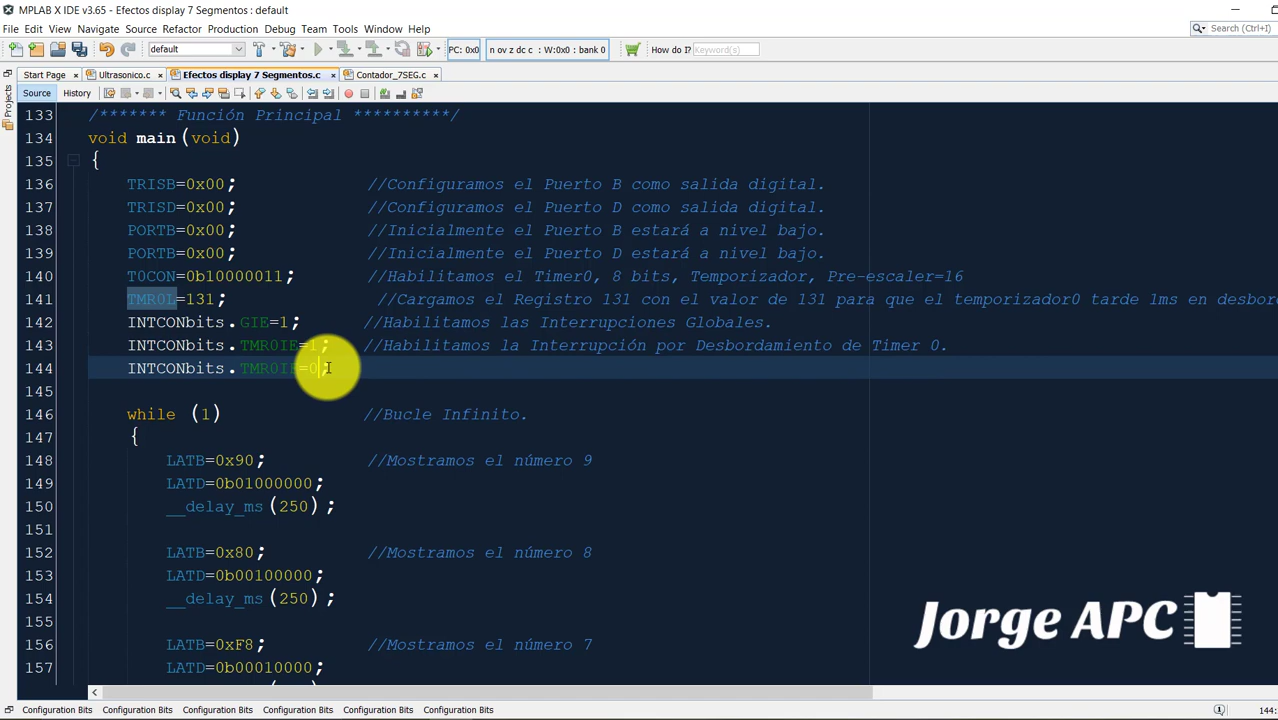 MPLAB X IDE v3.65 - Efectos display 7 Segmentos : default
File Edit View Navigate Source Refactor Production Debug Team Tools Window Help
Search (Ctrl+I)
default PC: 0x0 n ov z dc c : W:0x0 : bank 0 How do I? Keyword(s)
Start Page Ultrasonico.c Efectos display 7 Segmentos.c Contador_7SEG.c
Source History
Projects
133 /******* Función Principal **********/
134 void main (void)
135 {
136 TRISB=0x00; //Configuramos el Puerto B como salida digital.
137 TRISD=0x00; //Configuramos el Puerto D como salida digital.
138 PORTB=0x00; //Inicialmente el Puerto B estará a nivel bajo.
139 PORTB=0x00; //Inicialmente el Puerto D estará a nivel bajo.
140 T0CON=0b10000011; //Habilitamos el Timer0, 8 bits, Temporizador, Pre-escaler=16
141 TMR0L=131; //Cargamos el Registro 131 con el valor de 131 para que el temporizador0 tarde 1ms en desbor
142 INTCONbits.GIE=1; //Habilitamos las Interrupciones Globales.
143 INTCONbits.TMR0IE=1; //Habilitamos la Interrupción por Desbordamiento de Timer 0.
144 INTCONbits.TMR0IE=0;
145
146 while (1) //Bucle Infinito.
147 {
148 LATB=0x90; //Mostramos el número 9
149 LATD=0b01000000;
150 __delay_ms(250);
151
152 LATB=0x80; //Mostramos el número 8
153 LATD=0b00100000;
154 __delay_ms(250);
155
156 LATB=0xF8; //Mostramos el número 7
157 LATD=0b00010000;
Jorge APC
Configuration Bits Configuration Bits Configuration Bits Configuration Bits Configuration Bits Configuration Bits
144: